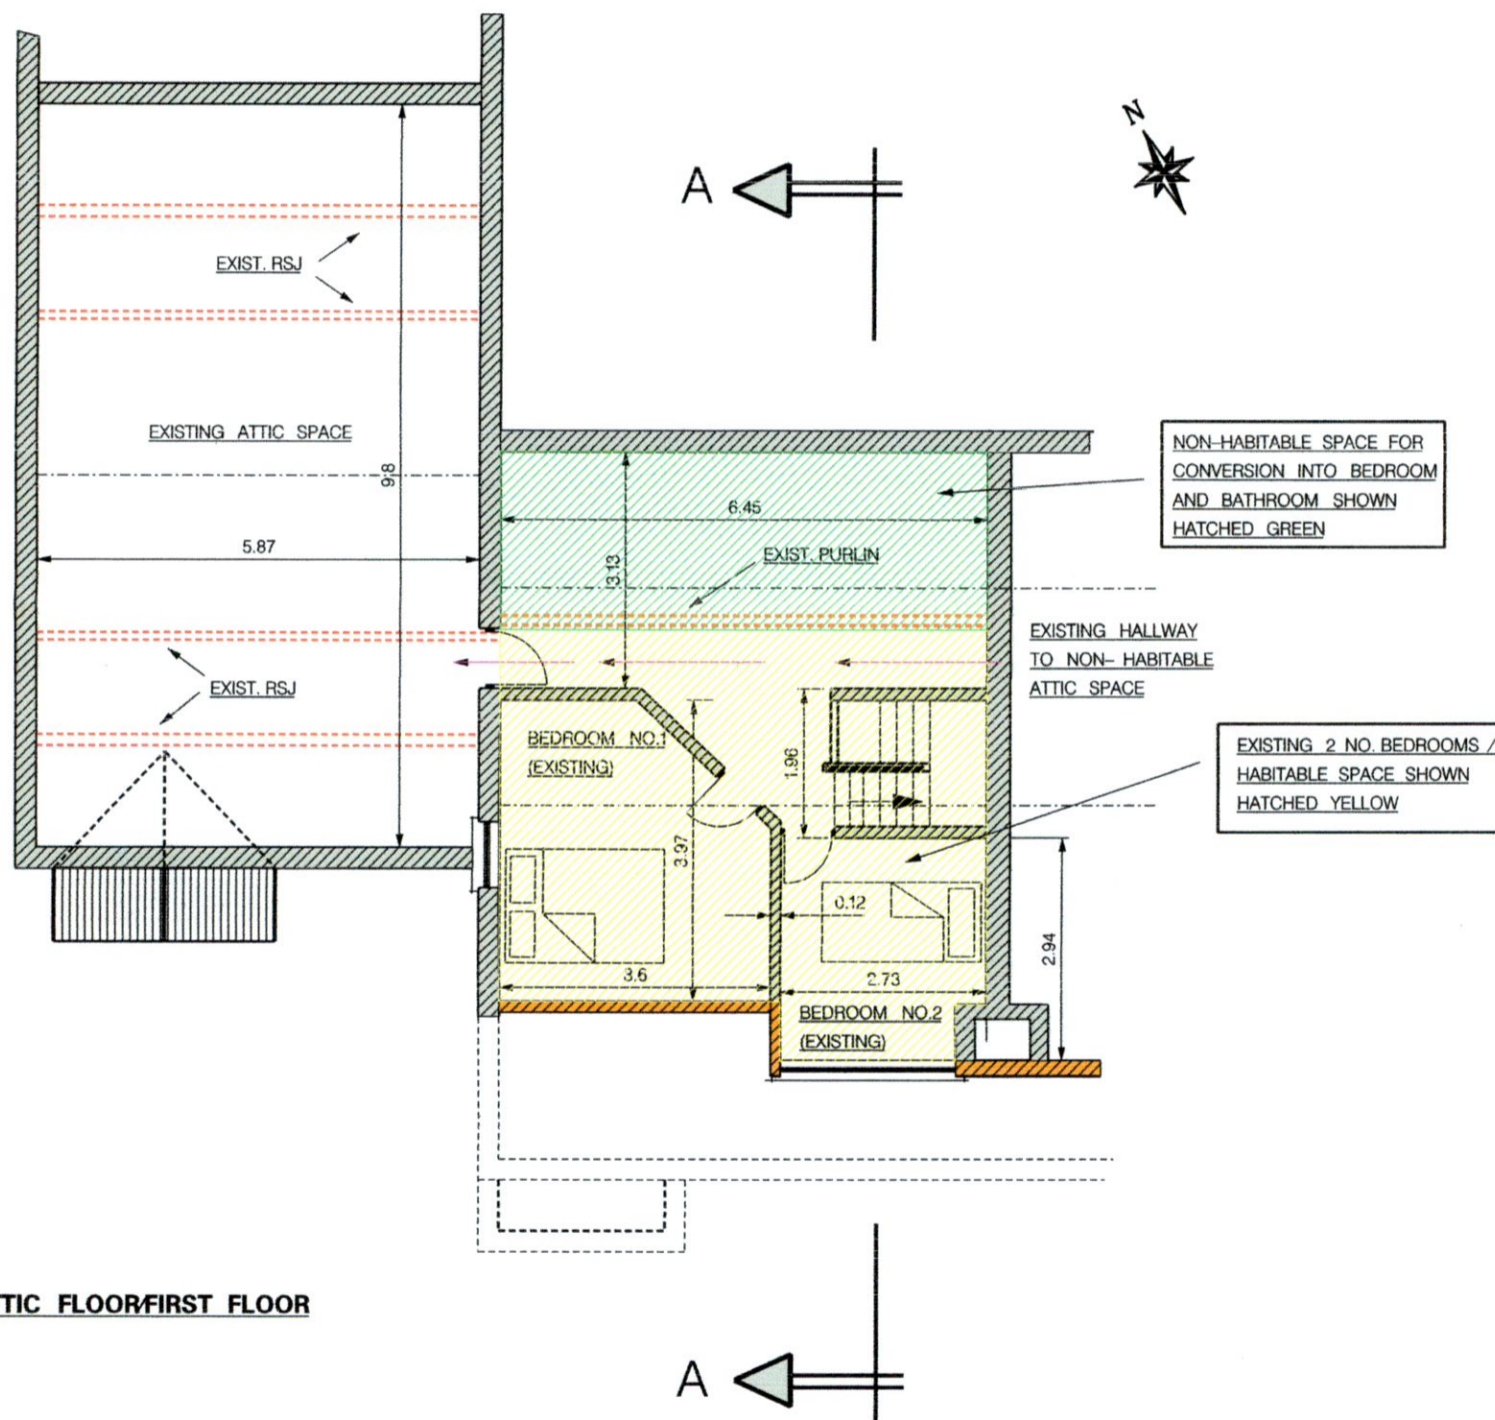 N
A
EXIST. RSJ
EXISTING ATTIC SPACE
9.8
5.87
NON-HABITABLE SPACE FOR
CONVERSION INTO BEDROOM
AND BATHROOM SHOWN
HATCHED GREEN
6.45
3.13
EXIST. PURLIN
EXISTING HALLWAY
TO NON- HABITABLE
ATTIC SPACE
EXIST. RSJ
BEDROOM NO.1
(EXISTING)
1.96
EXISTING 2 NO. BEDROOMS /
HABITABLE SPACE SHOWN
HATCHED YELLOW
3.97
0.12
2.94
3.6
2.73
BEDROOM NO.2
(EXISTING)
TIC FLOOR/FIRST FLOOR
A